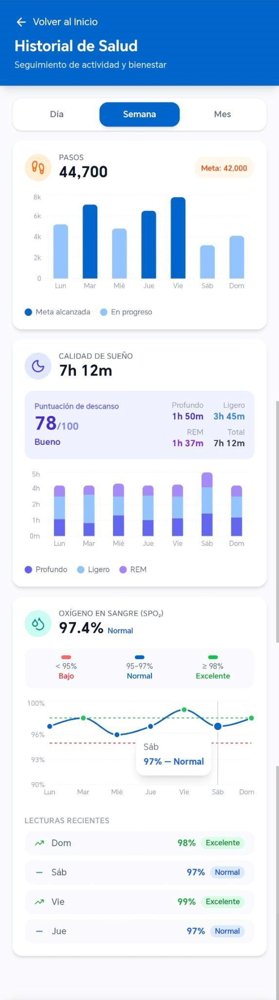 Volver al Inicio
Historial de Salud
Seguimiento de actividad y bienestar
Día Semana Mes
PASOS
44,700
Meta: 42,000
8k
6k
4k
2k
0
Lun Mar Mié Jue Vie Sáb Dom
Meta alcanzada En progreso
CALIDAD DE SUEÑO
7h 12m
Puntuación de descanso
78/100
Bueno
Profundo Ligero
1h 50m 3h 45m
REM Total
1h 37m 7h 12m
5h
4h
2h
1h
0m
Lun Mar Mié Jue Vie Sáb Dom
Profundo Ligero REM
OXÍGENO EN SANGRE (SPO₂)
97.4% Normal
< 95% 95–97% ≥ 98%
Bajo Normal Excelente
100%
96%
93%
90%
Sáb
97% — Normal
Lun Mar Mié Jue Vie Sáb Dom
LECTURAS RECIENTES
Dom 98% Excelente
Sáb 97% Normal
Vie 99% Excelente
Jue 97% Normal